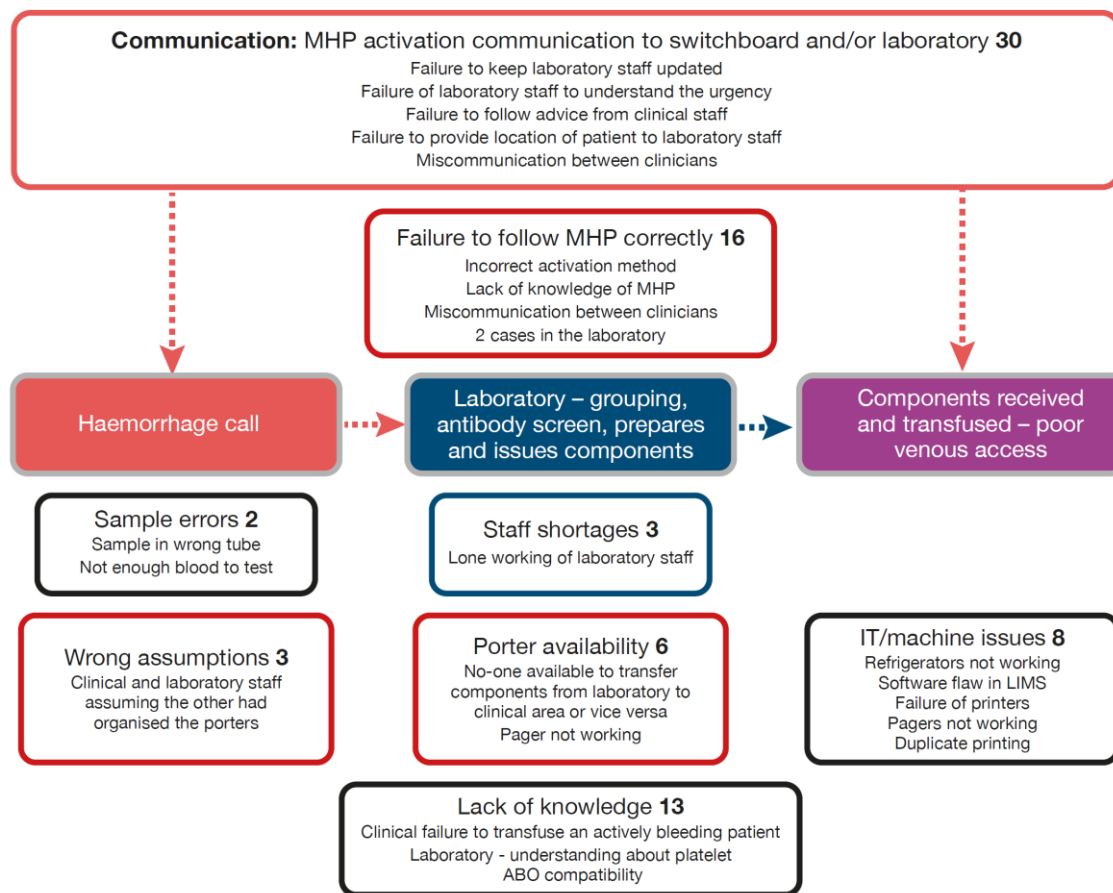 Communication: MHP activation communication to switchboard and/or laboratory 30
Failure to keep laboratory staff updated
Failure of laboratory staff to understand the urgency
Failure to follow advice from clinical staff
Failure to provide location of patient to laboratory staff
Miscommunication between clinicians
Failure to follow MHP correctly 16
Incorrect activation method
Lack of knowledge of MHP
Miscommunication between clinicians
2 cases in the laboratory
Haemorrhage call
Laboratory – grouping,
antibody screen, prepares
and issues components
Components received
and transfused – poor
venous access
Sample errors 2
Sample in wrong tube
Not enough blood to test
Staff shortages 3
Lone working of laboratory staff
Wrong assumptions 3
Clinical and laboratory staff
assuming the other had
organised the porters
Porter availability 6
No-one available to transfer
components from laboratory to
clinical area or vice versa
Pager not working
IT/machine issues 8
Refrigerators not working
Software flaw in LIMS
Failure of printers
Pagers not working
Duplicate printing
Lack of knowledge 13
Clinical failure to transfuse an actively bleeding patient
Laboratory - understanding about platelet
ABO compatibility